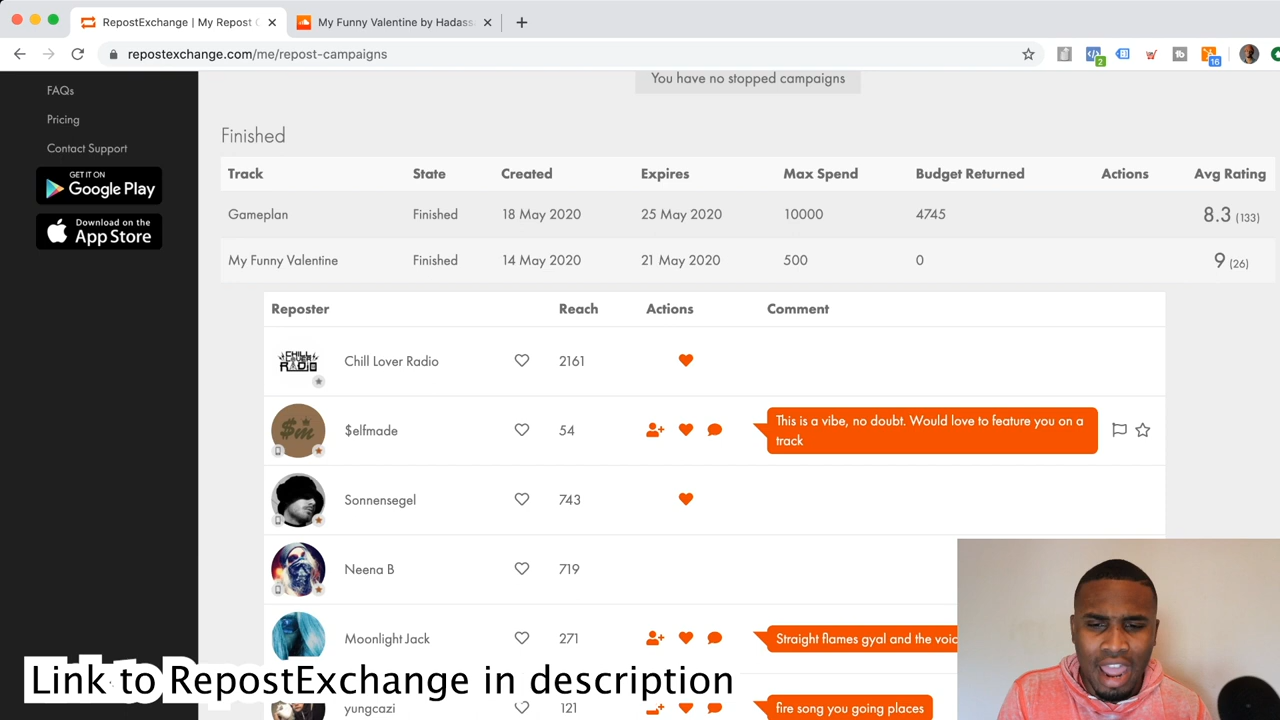 RepostExchange | My Repost C
My Funny Valentine by Hadass
repostexchange.com/me/repost-campaigns
2
16
FAQs
Pricing
Contact Support
GET IT ON
Google Play
Download on the
App Store
You have no stopped campaigns
Finished
Track State Created Expires Max Spend Budget Returned Actions Avg Rating
Gameplan Finished 18 May 2020 25 May 2020 10000 4745 8.3 (133)
My Funny Valentine Finished 14 May 2020 21 May 2020 500 0 9 (26)
Reposter Reach Actions Comment
CHILL LOVER RADIO Chill Lover Radio 2161
$m $elfmade 54 This is a vibe, no doubt. Would love to feature you on a
track
Sonnensegel 743
Neena B 719
Moonlight Jack 271 Straight flames gyal and the voic
Link to RepostExchange in description
yungcazi 121 fire song you going places